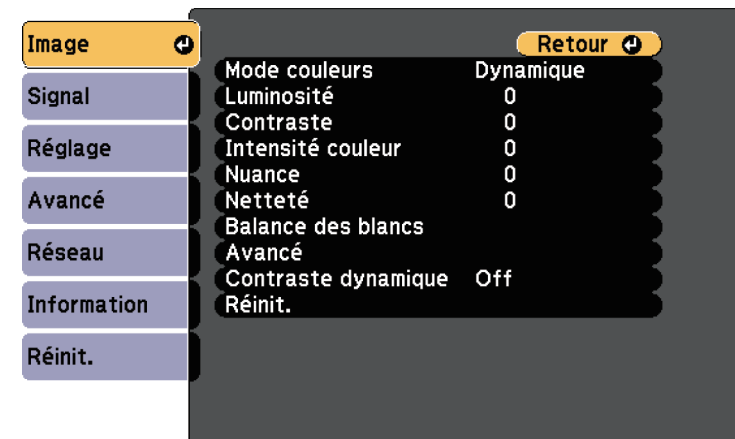 Image
Signal
Réglage
Avancé
Réseau
Information
Réinit.
Retour
Mode couleurs Dynamique
Luminosité 0
Contraste 0
Intensité couleur 0
Nuance 0
Netteté 0
Balance des blancs
Avancé
Contraste dynamique Off
Réinit.